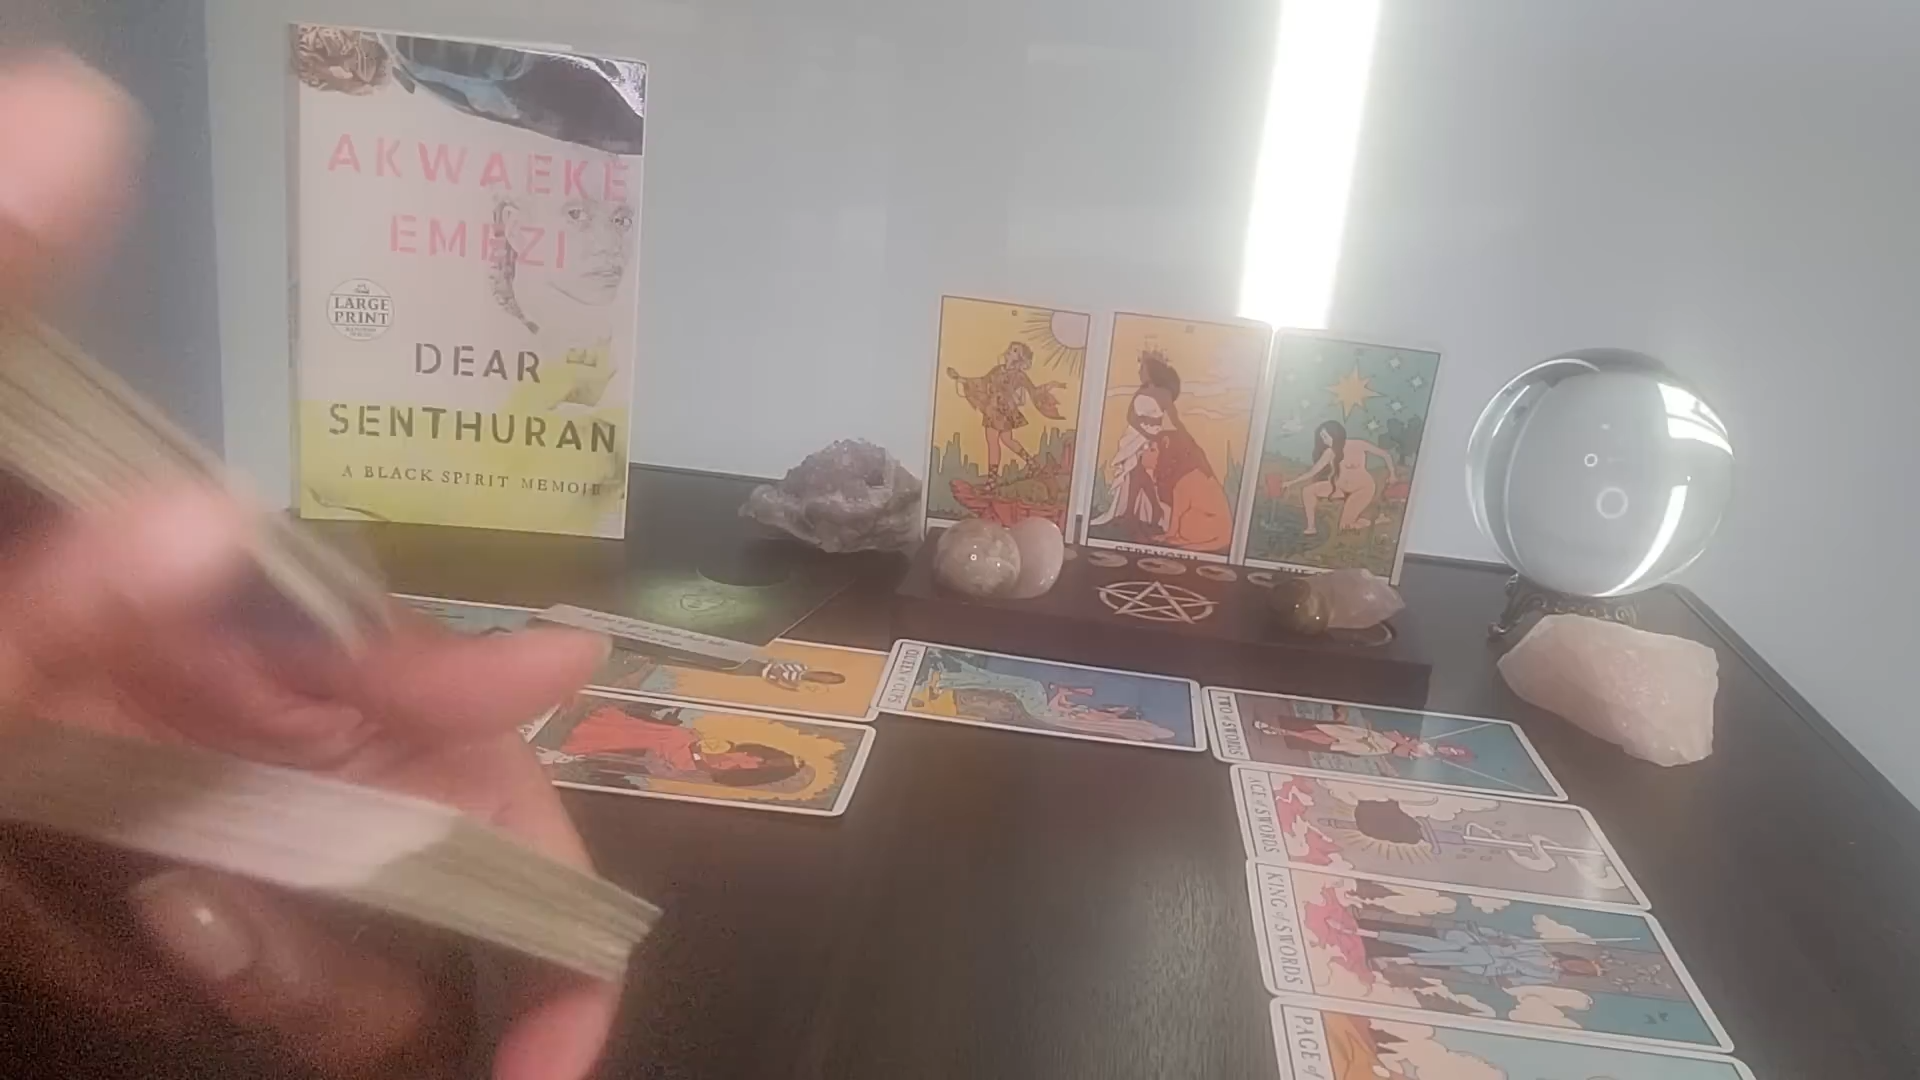 AKWAEKE
EMEZI
LARGE
PRINT
DEAR
SENTHURAN
A BLACK SPIRIT MEMOIR
STRENGTH
THE
QUEEN of CUPS
TWO of SWORDS
ACE of SWORDS
KING of SWORDS
PAGE of